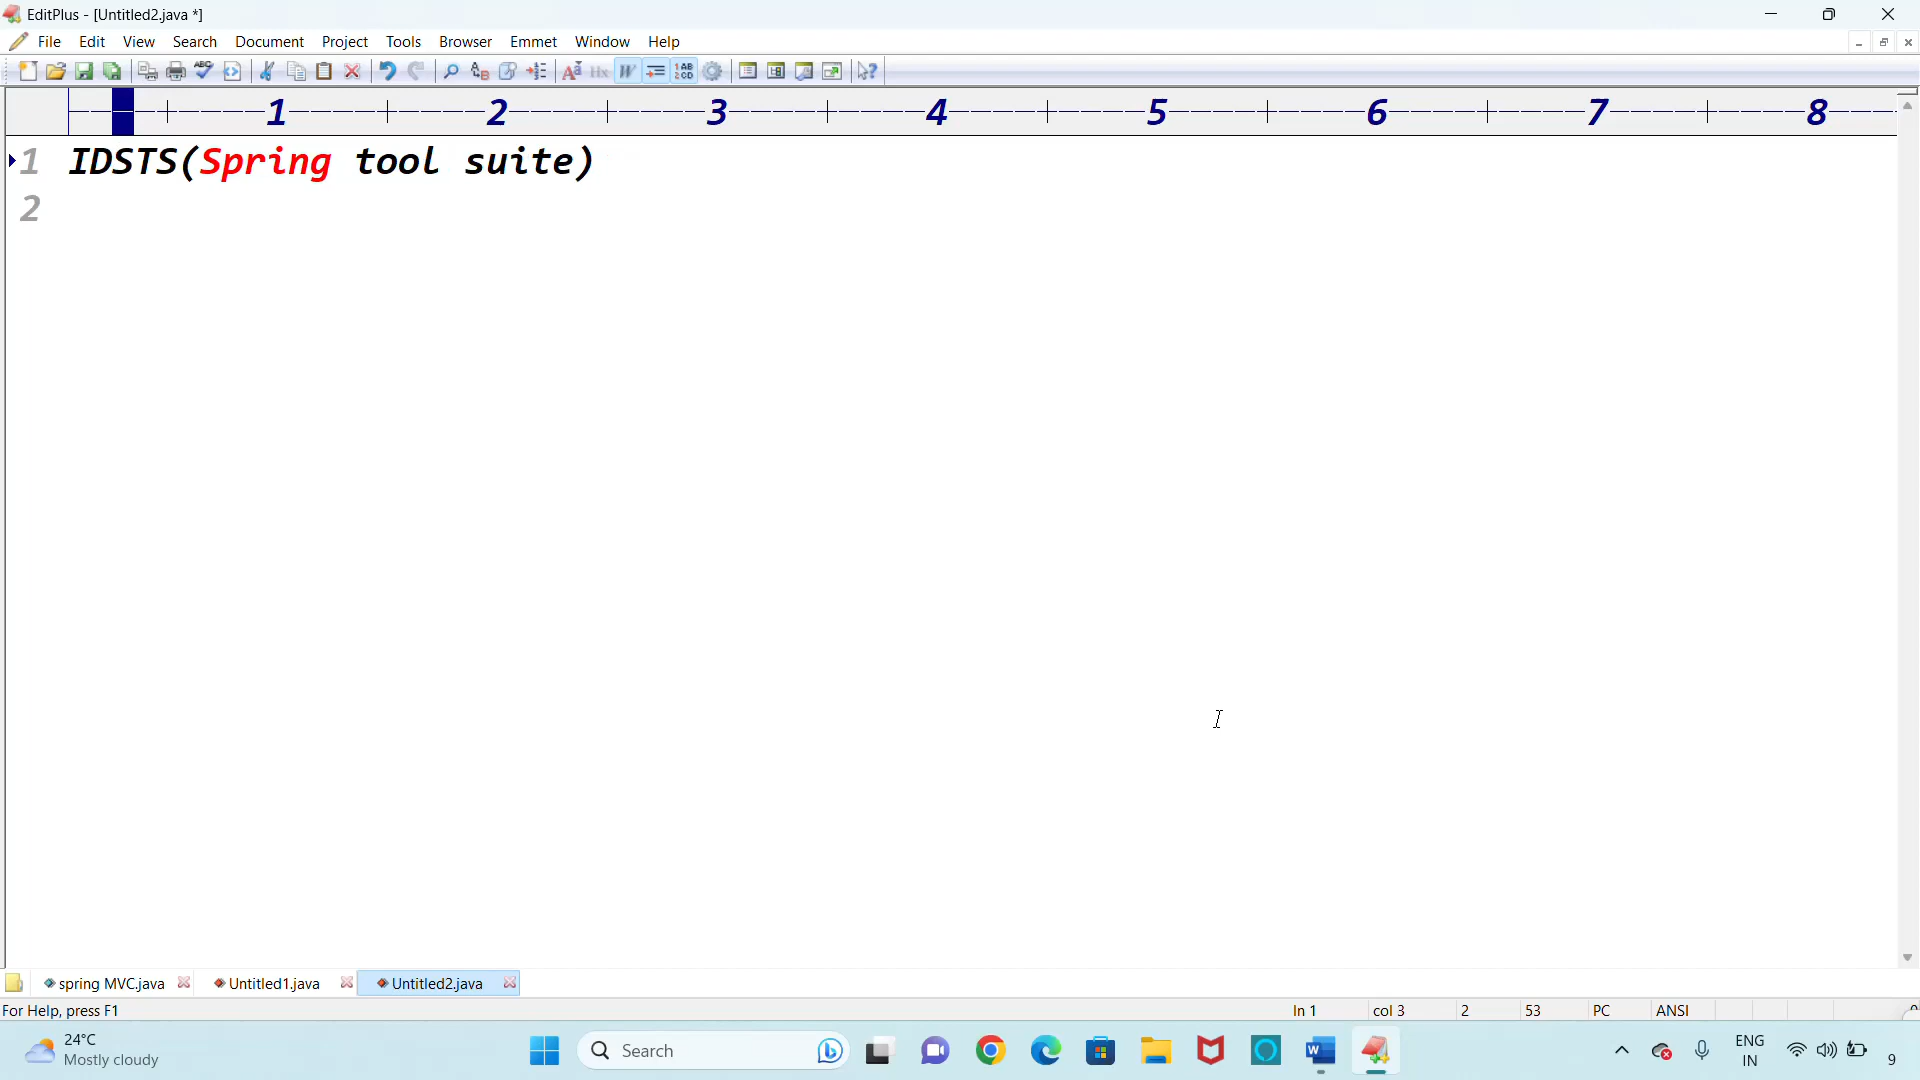 EditPlus - [Untitled2.java *]
File Edit View Search Document Project Tools Browser Emmet Window Help
1 2 3 4 5 6 7 8
1 IDSTS(Spring tool suite)
2
spring MVC.java Untitled1.java Untitled2.java
For Help, press F1 ln 1 col 3 2 53 PC ANSI
24°C
Mostly cloudy
Search
ENG
IN
9